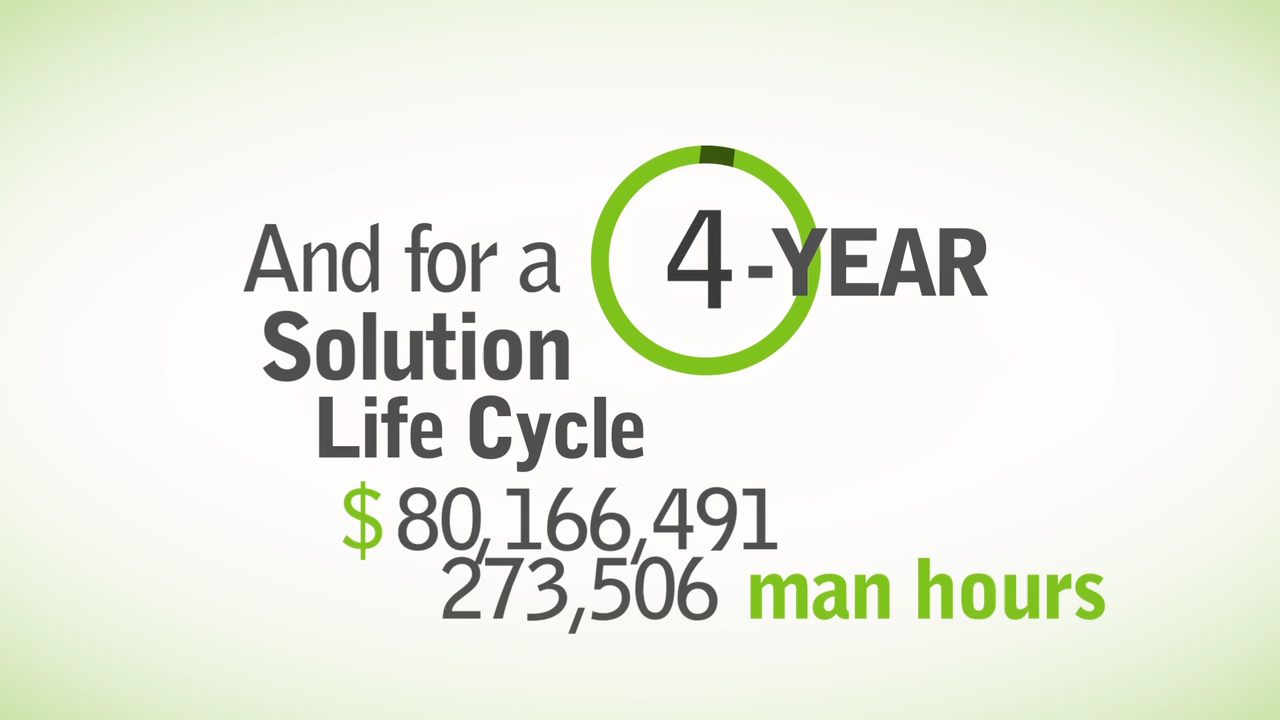 And for a 4-YEAR
Solution
Life Cycle
$80,166,491
273,506 man hours